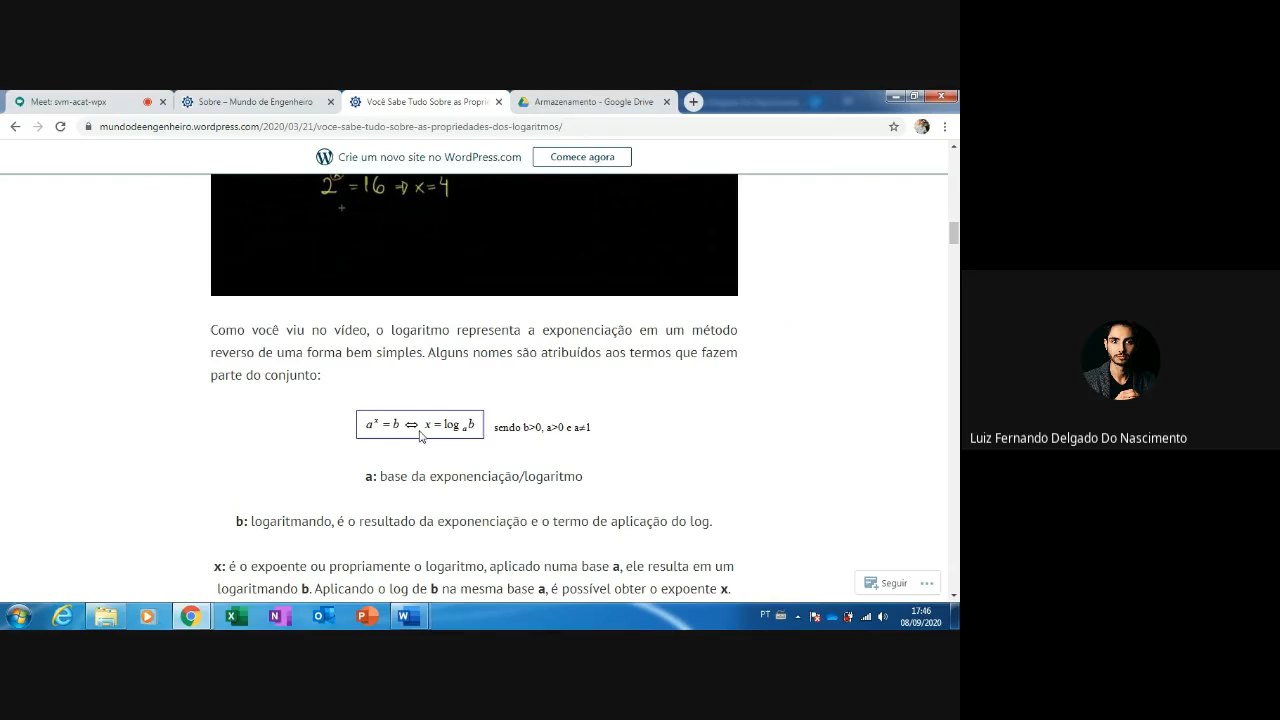 Meet: svm-acat-wpx
Sobre – Mundo de Engenheiro
Você Sabe Tudo Sobre as Propri
Armazenamento - Google Drive
mundodeengenheiro.wordpress.com/2020/03/21/voce-sabe-tudo-sobre-as-propriedades-dos-logaritmos/
Crie um novo site no WordPress.com
Comece agora
2^x = 16 ⇒ x = 4
Como você viu no vídeo, o logaritmo representa a exponenciação em um método
reverso de uma forma bem simples. Alguns nomes são atribuídos aos termos que fazem
parte do conjunto:
a^x = b ⇔ x = log_a b sendo b>0, a>0 e a≠1
a: base da exponenciação/logaritmo
b: logaritmando, é o resultado da exponenciação e o termo de aplicação do log.
x: é o expoente ou propriamente o logaritmo, aplicado numa base a, ele resulta em um
logaritmando b. Aplicando o log de b na mesma base a, é possível obter o expoente x.
Seguir
PT
17:46
08/09/2020
Luiz Fernando Delgado Do Nascimento